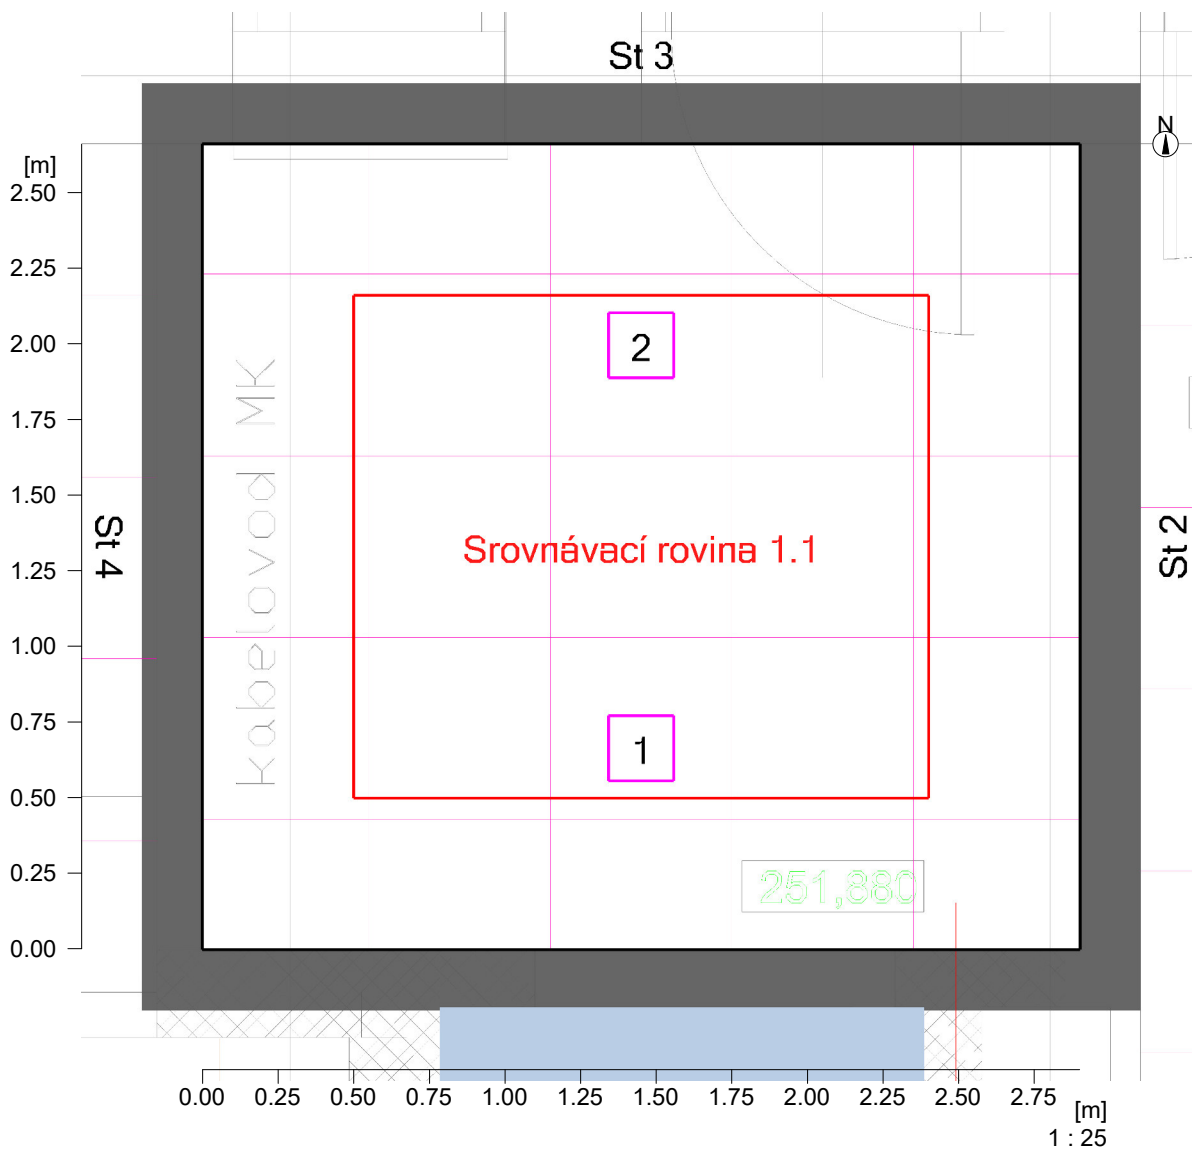 St 3
N
[m]
2.50
2.25
2.00
1.75
1.50
1.25
1.00
0.75
0.50
0.25
0.00
St 4
Kabelovod MK
2
Srovnávací rovina 1.1
1
251,880
St 2
0.00 0.25 0.50 0.75 1.00 1.25 1.50 1.75 2.00 2.25 2.50 2.75
[m]
1 : 25